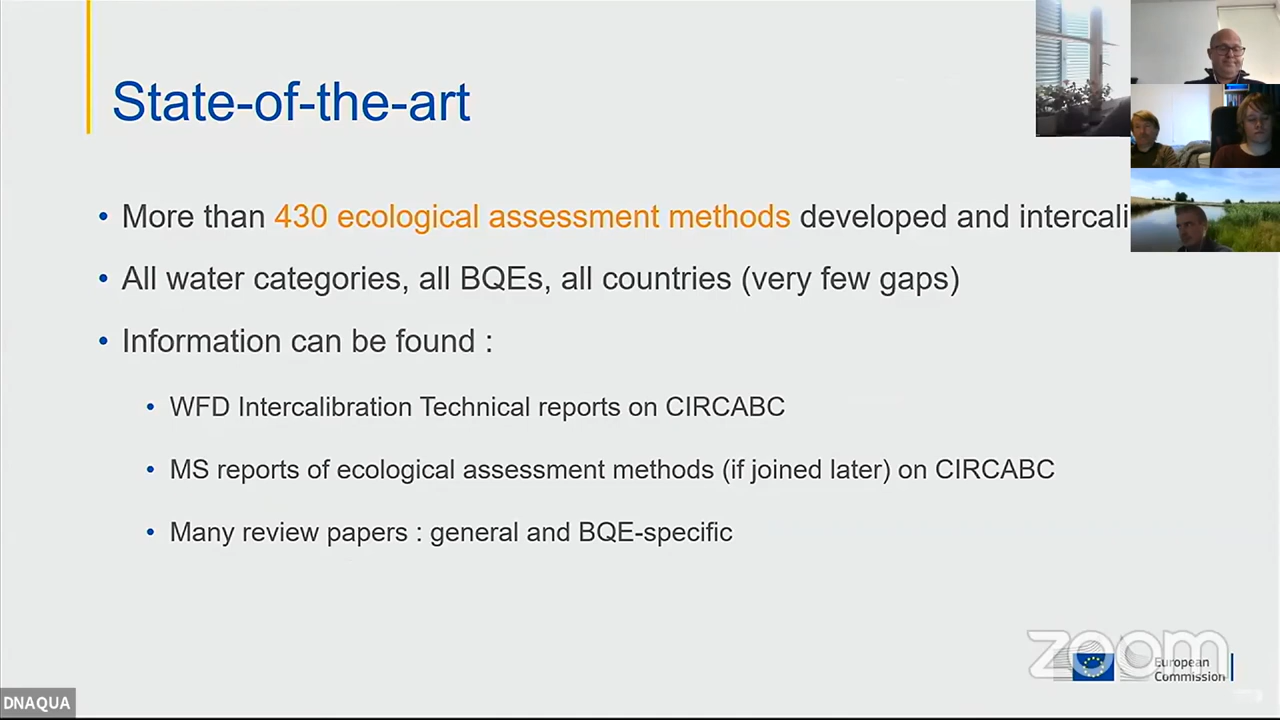 State-of-the-art
• More than 430 ecological assessment methods developed and intercali
• All water categories, all BQEs, all countries (very few gaps)
• Information can be found :
• WFD Intercalibration Technical reports on CIRCABC
• MS reports of ecological assessment methods (if joined later) on CIRCABC
• Many review papers : general and BQE-specific
zoom
European
Commission
DNAQUA